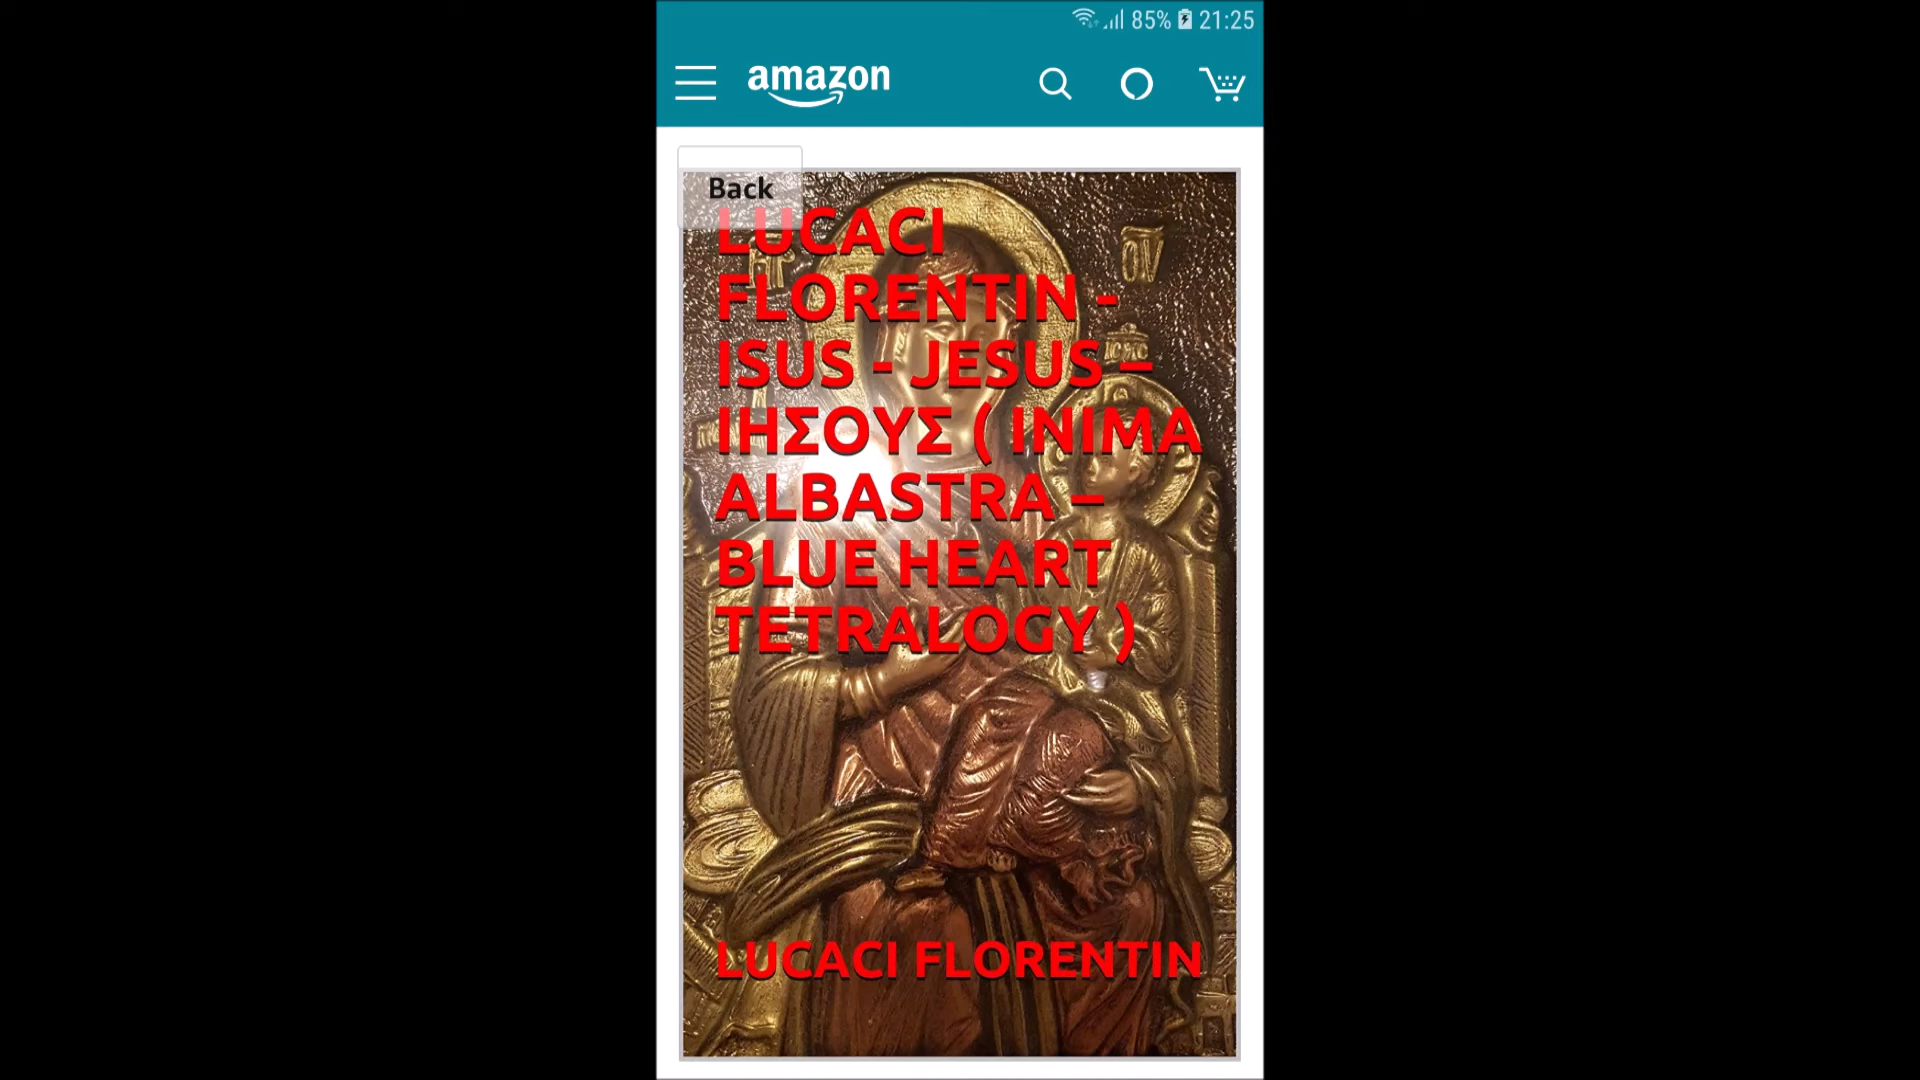 85% 21:25
amazon
Back
LUCACI
FLORENTIN -
ISUS - JESUS –
ΙΗΣΟΥΣ ( INIMA
ALBASTRA –
BLUE HEART
TETRALOGY )
LUCACI FLORENTIN